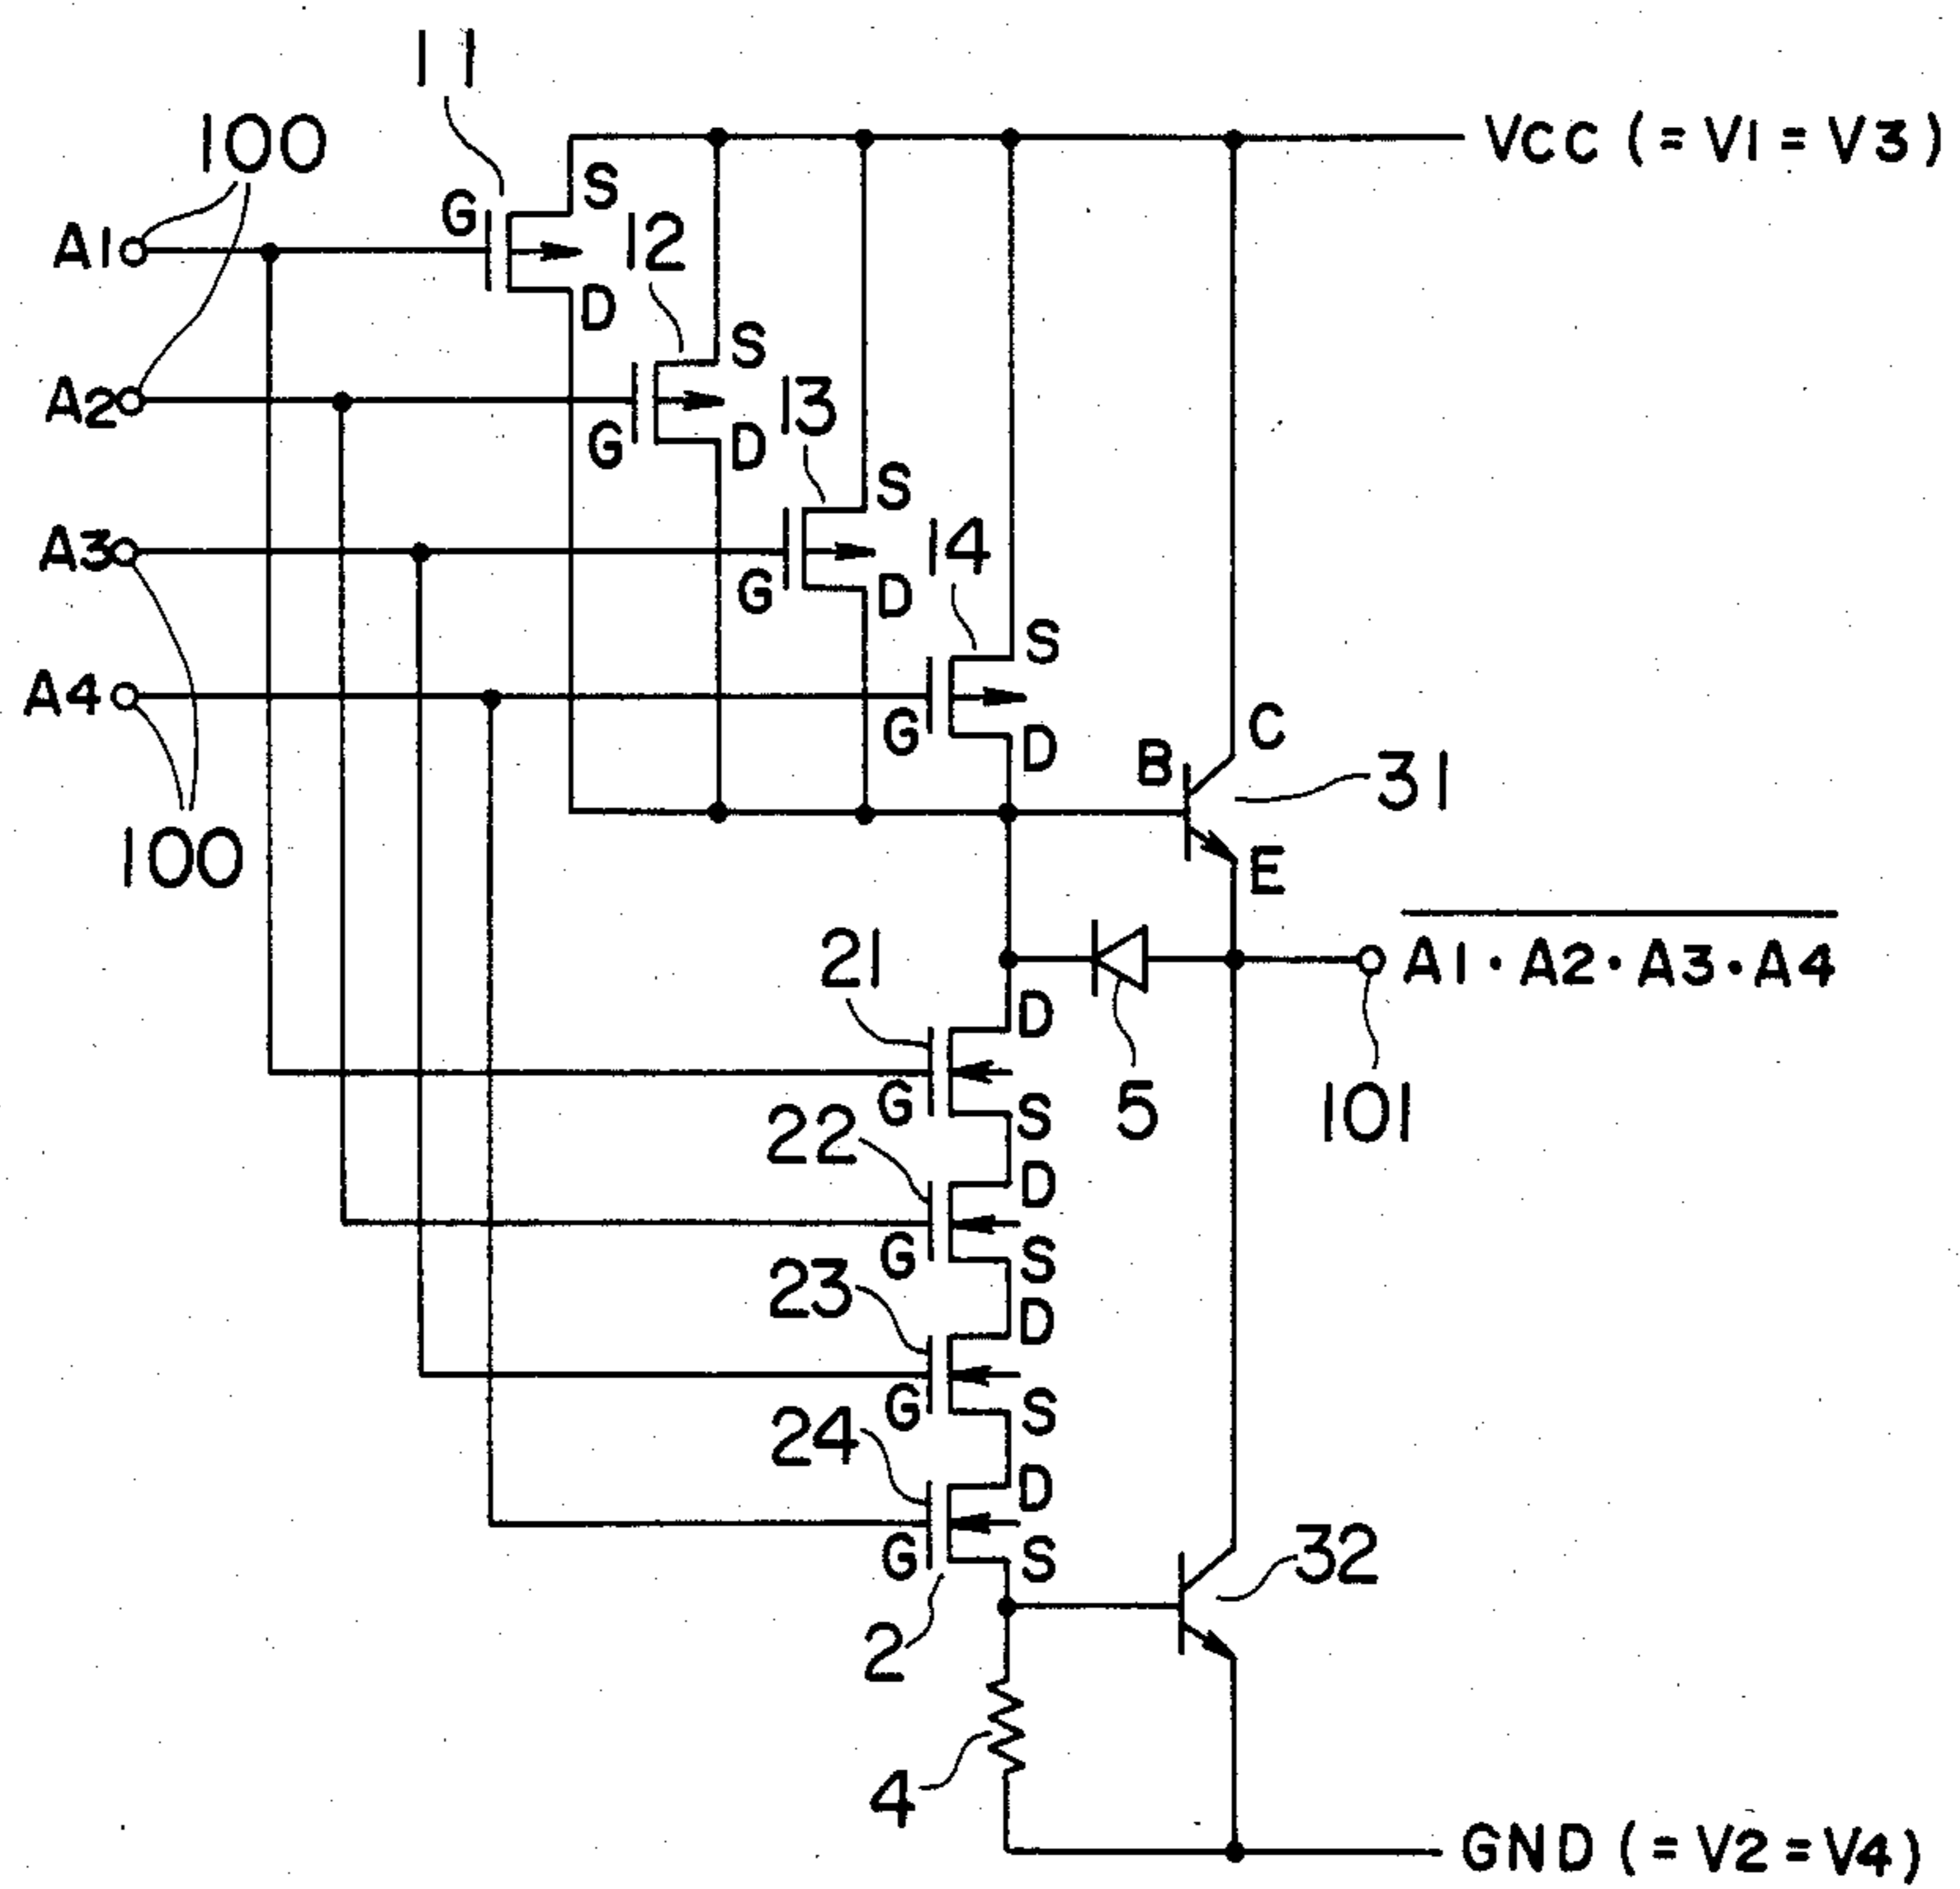 11
100
VCC (= V1 = V3)
S
G
A1
12
D
S
A2
13
G
D
S
A3
14
G
D
S
A4
G
D
B
C
31
100
E
A1·A2·A3·A4
21
D
G
S
5
101
22
D
G
S
23
D
G
S
24
D
G
S
32
2
4
GND (= V2 = V4)